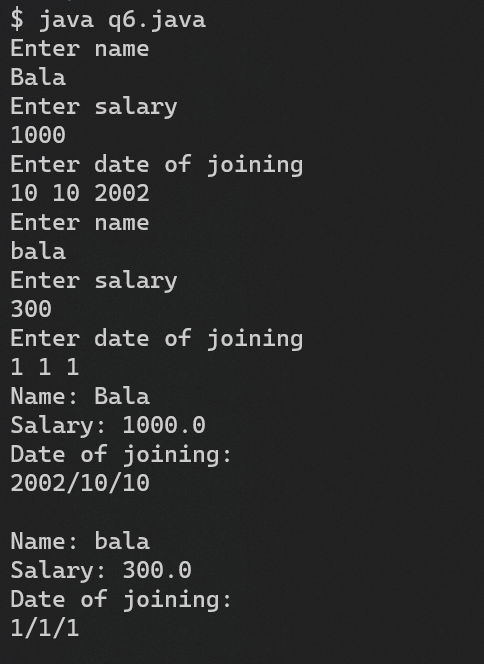 $ java q6.java
Enter name
Bala
Enter salary
1000
Enter date of joining
10 10 2002
Enter name
bala
Enter salary
300
Enter date of joining
1 1 1
Name: Bala
Salary: 1000.0
Date of joining:
2002/10/10

Name: bala
Salary: 300.0
Date of joining:
1/1/1